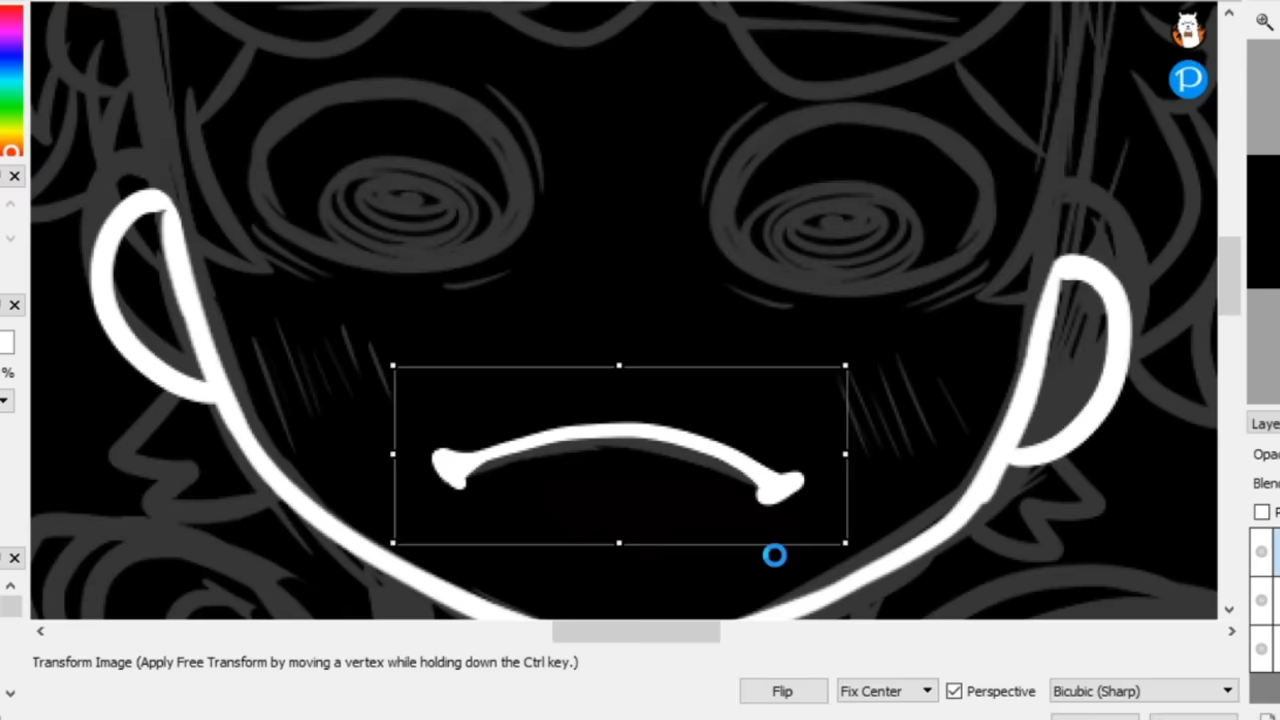 P
%
Laye
Opac
Blend
F
Transform Image (Apply Free Transform by moving a vertex while holding down the Ctrl key.)
Flip
Fix Center
Perspective
Bicubic (Sharp)